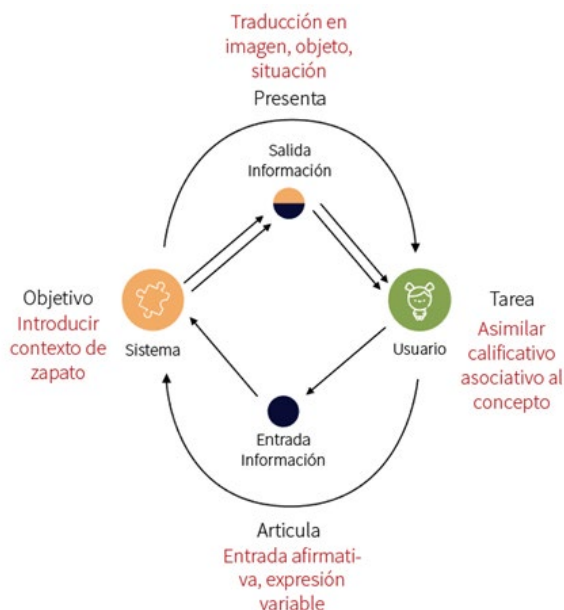 Traducción en
imagen, objeto,
situación
Presenta
Salida
Información
Objetivo
Introducir
contexto de
zapato
Sistema
Usuario
Tarea
Asimilar
calificativo
asociativo al
concepto
Entrada
Información
Articula
Entrada afirmati-
va, expresión
variable